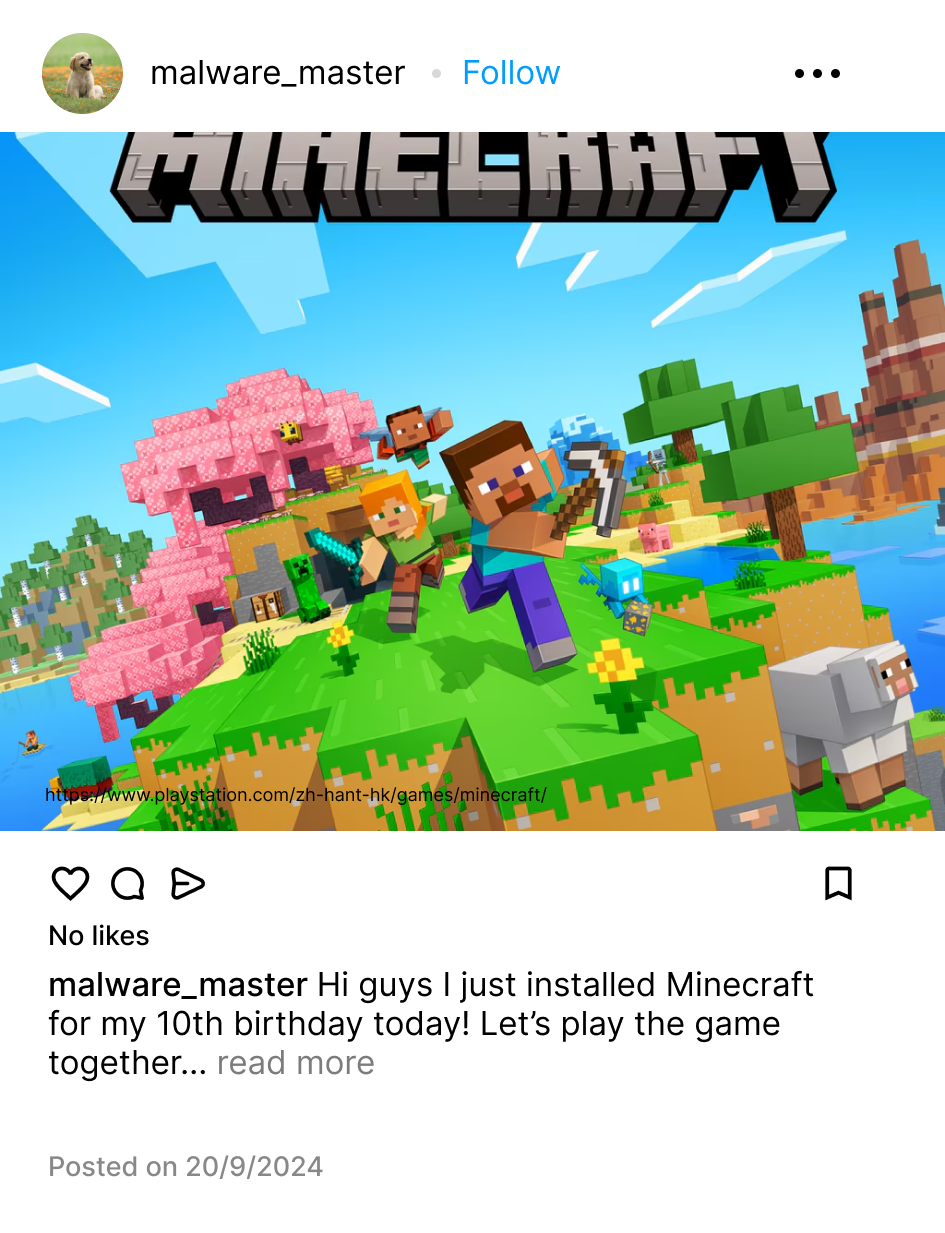 malware_master • Follow
MINECRAFT
https://www.playstation.com/zh-hant-hk/games/minecraft/
No likes
malware_master Hi guys I just installed Minecraft
for my 10th birthday today! Let’s play the game
together... read more
Posted on 20/9/2024